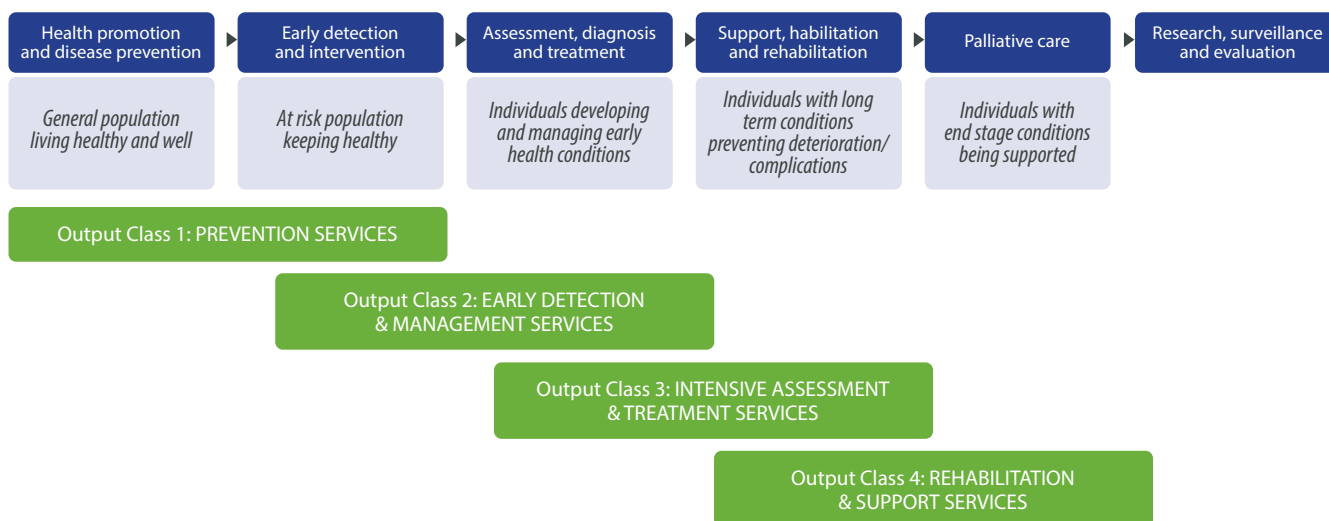 Health promotion
and disease prevention
Early detection
and intervention
Assessment, diagnosis
and treatment
Support, habilitation
and rehabilitation
Palliative care
Research, surveillance
and evaluation
General population
living healthy and well
At risk population
keeping healthy
Individuals developing
and managing early
health conditions
Individuals with long
term conditions
preventing deterioration/
complications
Individuals with
end stage conditions
being supported
Output Class 1: PREVENTION SERVICES
Output Class 2: EARLY DETECTION
& MANAGEMENT SERVICES
Output Class 3: INTENSIVE ASSESSMENT
& TREATMENT SERVICES
Output Class 4: REHABILITATION
& SUPPORT SERVICES